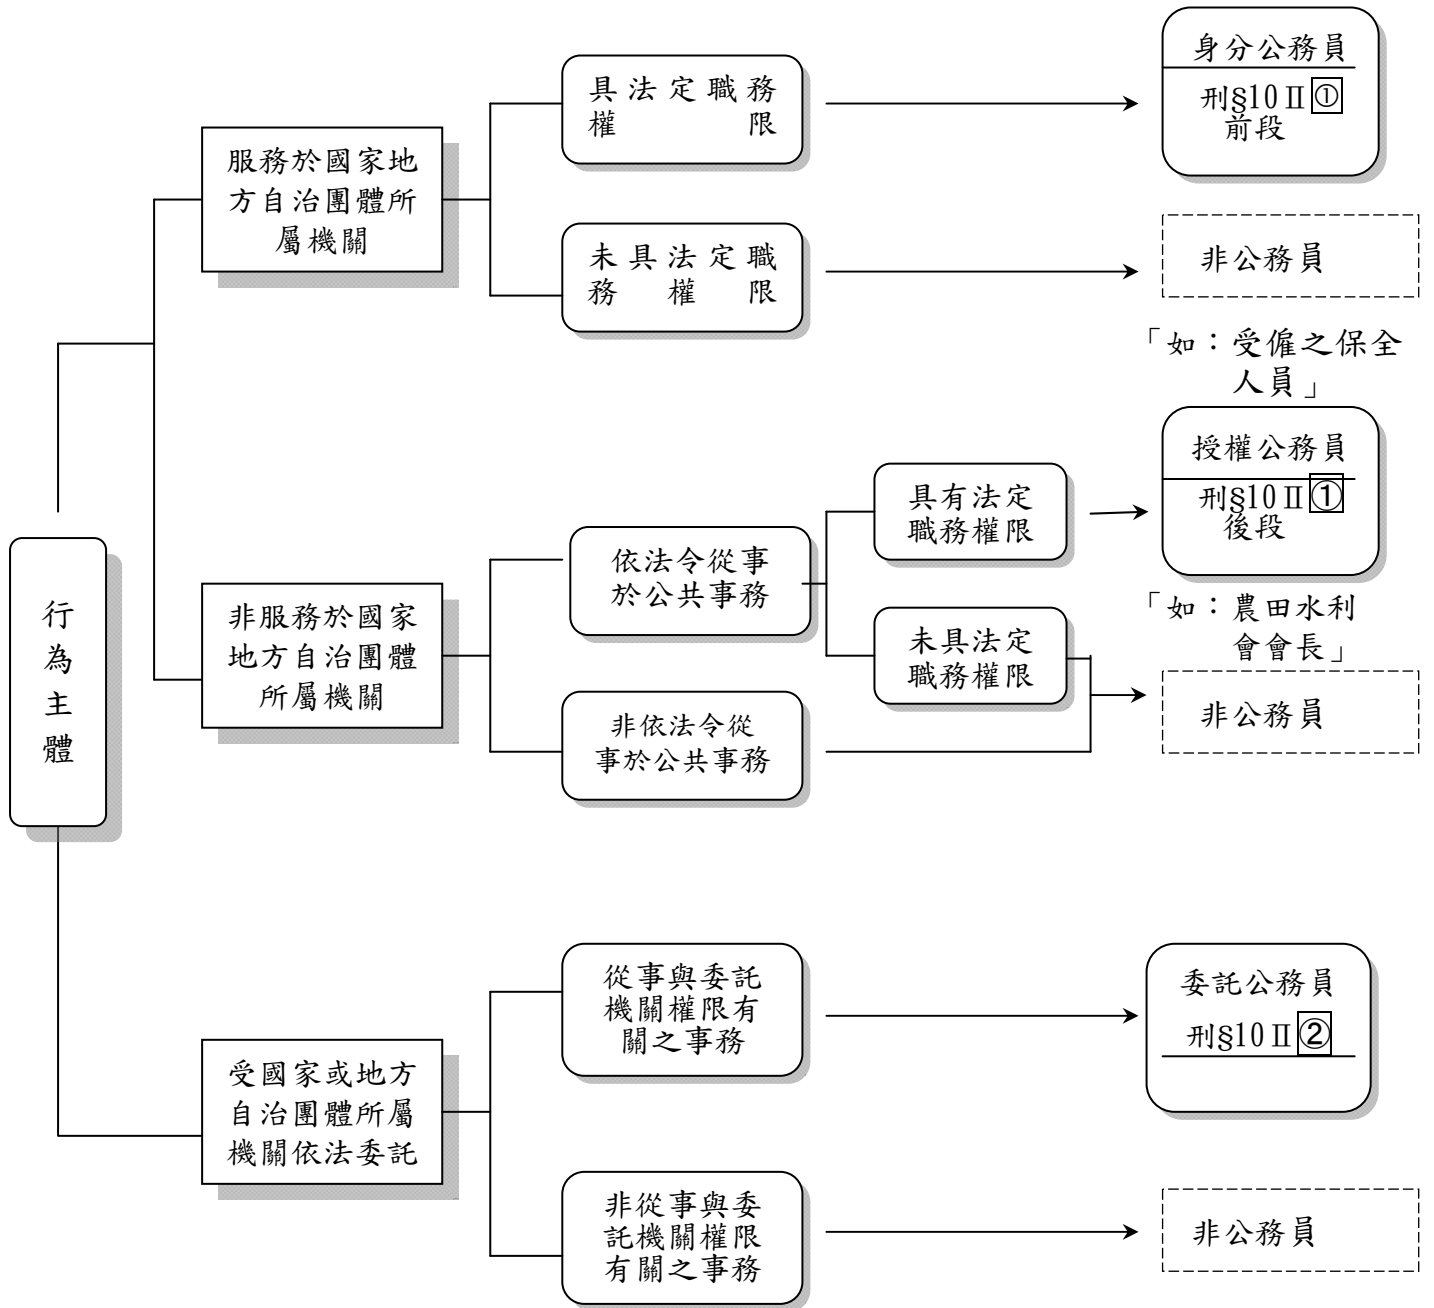 行
為
主
體
服務於國家地
方自治團體所
屬機關
具法定職務
權限
身分公務員
刑§10Ⅱ①
前段
未具法定職
務權限
非公務員
「如：受僱之保全
人員」
非服務於國家
地方自治團體
所屬機關
依法令從事
於公共事務
具有法定
職務權限
授權公務員
刑§10Ⅱ①
後段
「如：農田水利
會會長」
未具法定
職務權限
非依法令從
事於公共事務
非公務員
受國家或地方
自治團體所屬
機關依法委託
從事與委託
機關權限有
關之事務
委託公務員
刑§10Ⅱ②
非從事與委
託機關權限
有關之事務
非公務員